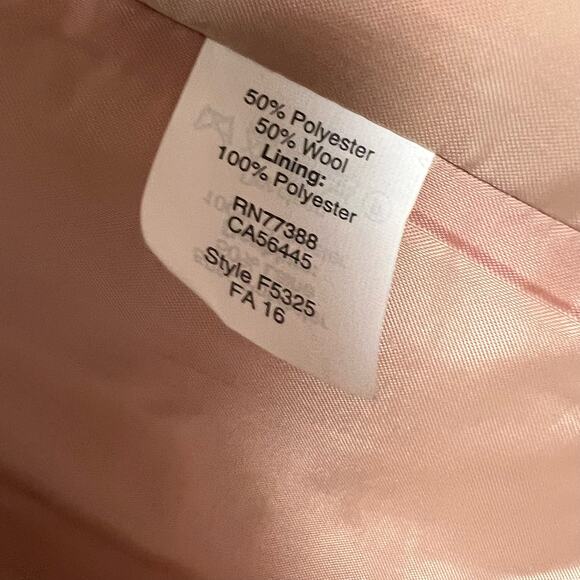 50% Polyester
50% Wool
Lining:
100% Polyester
RN77388
CA56445
Style F5325
FA 16